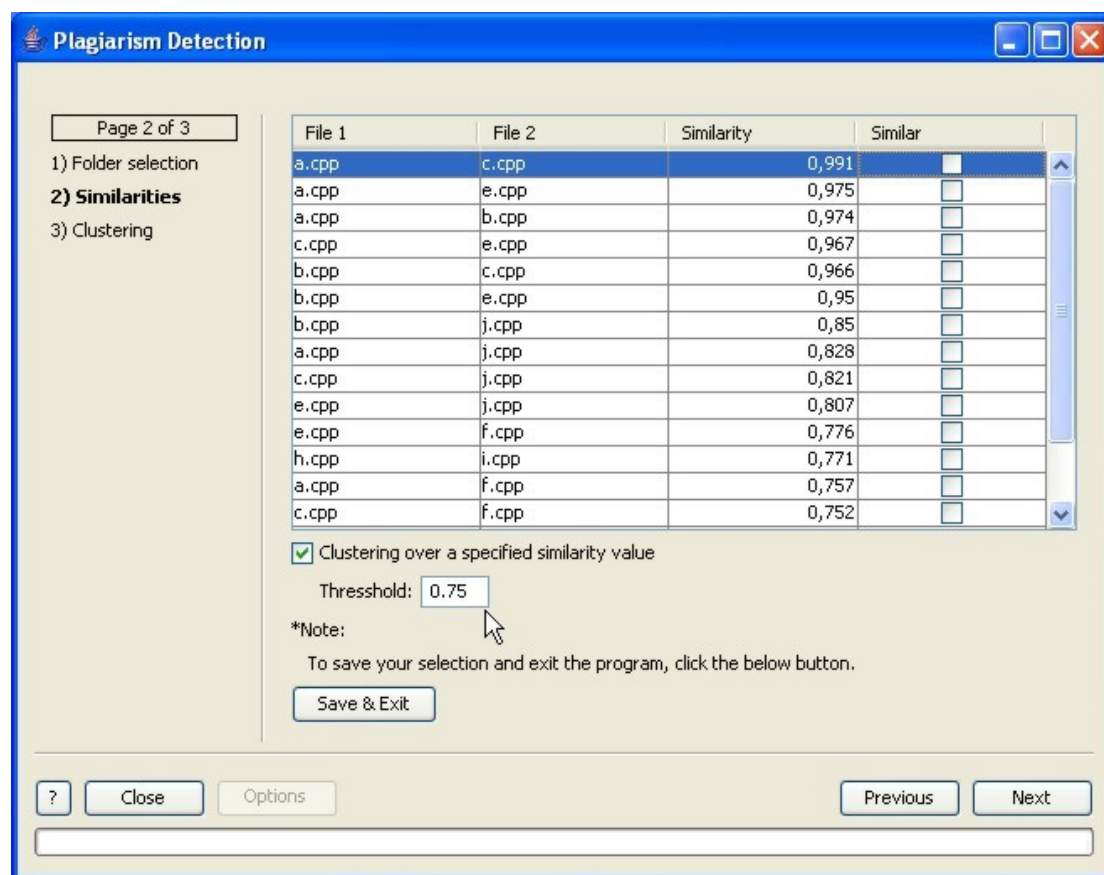 Plagiarism Detection
Page 2 of 3
1) Folder selection
2) Similarities
3) Clustering
File 1 File 2 Similarity Similar
a.cpp c.cpp 0,991
a.cpp e.cpp 0,975
a.cpp b.cpp 0,974
c.cpp e.cpp 0,967
b.cpp c.cpp 0,966
b.cpp e.cpp 0,95
b.cpp j.cpp 0,85
a.cpp j.cpp 0,828
c.cpp j.cpp 0,821
e.cpp j.cpp 0,807
e.cpp f.cpp 0,776
h.cpp i.cpp 0,771
a.cpp f.cpp 0,757
c.cpp f.cpp 0,752
Clustering over a specified similarity value
Thresshold: 0.75
*Note:
To save your selection and exit the program, click the below button.
Save & Exit
? Close Options Previous Next